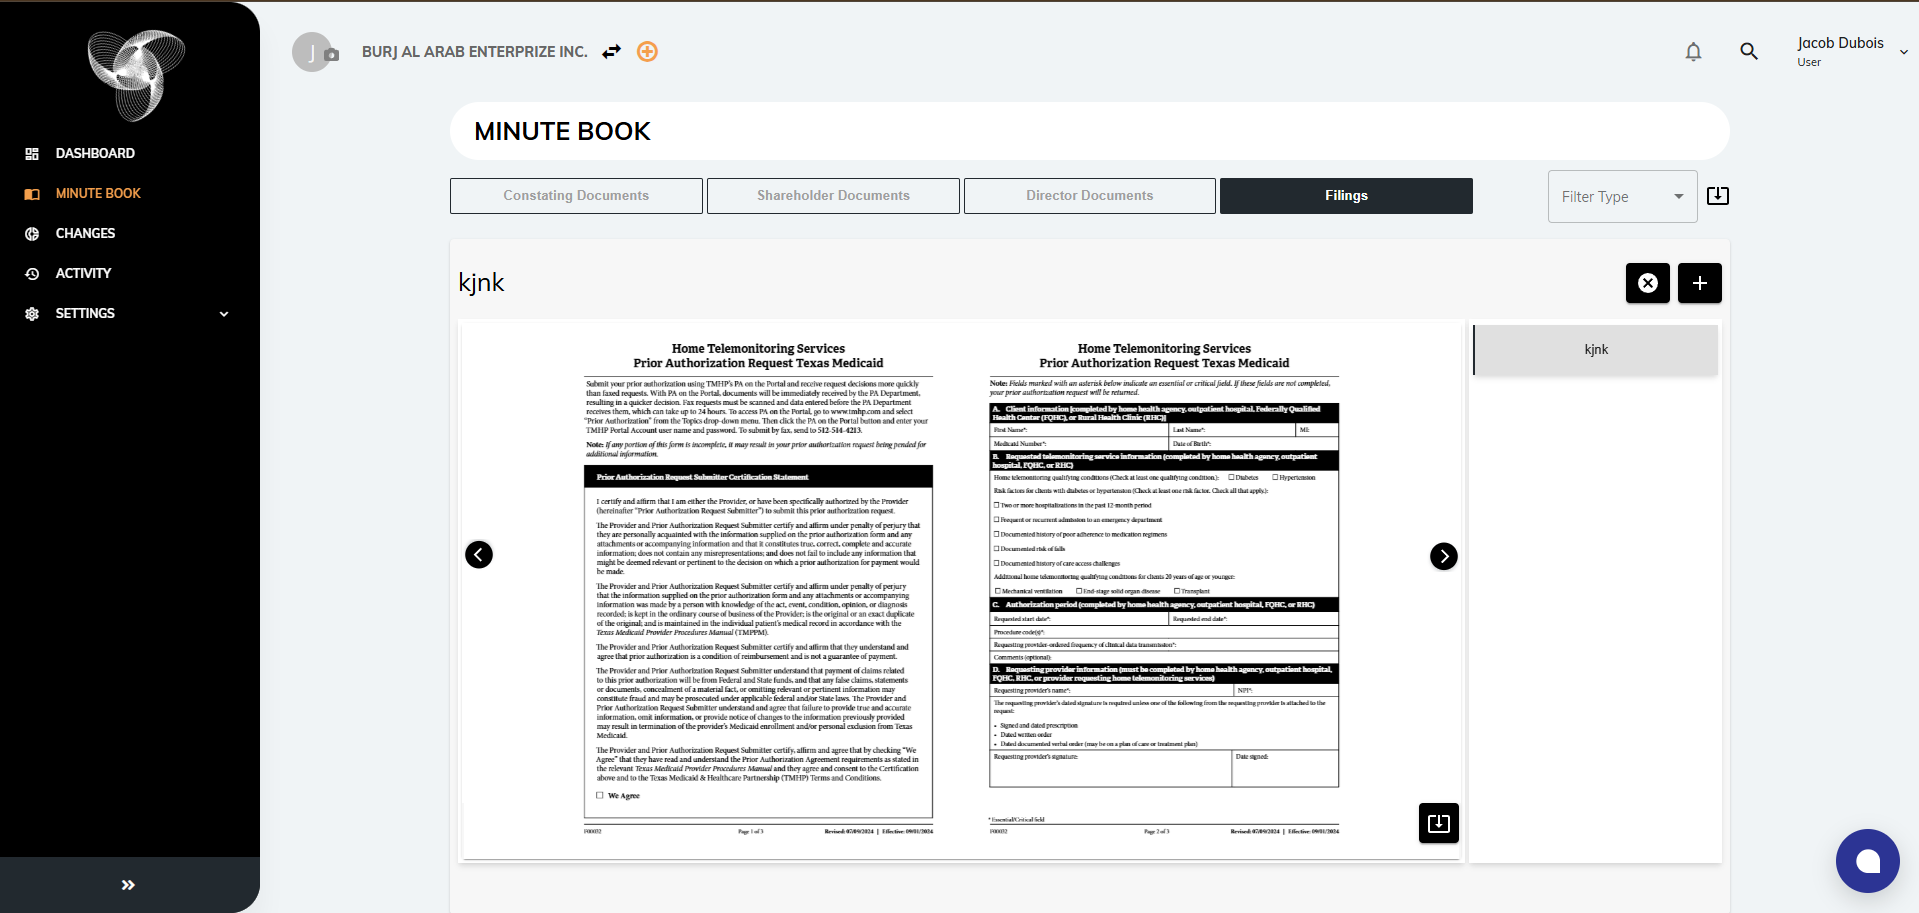 J
BURJ AL ARAB ENTERPRIZE INC.
Jacob Dubois
User
DASHBOARD
MINUTE BOOK
CHANGES
ACTIVITY
SETTINGS
MINUTE BOOK
Constating Documents
Shareholder Documents
Director Documents
Filings
Filter Type
kjnk
kjnk
Home Telemonitoring Services
Prior Authorization Request Texas Medicaid
Submit your prior authorization using TMHP's PA on the Portal and receive request decisions more quickly
than faxed requests. With PA on the Portal, documents will be immediately received by the PA Department,
resulting in a quicker decision. Fax requests must be scanned and data entered before the PA Department
receives them, which can take up to 24 hours. To access PA on the Portal, go to www.tmhp.com and select
"Prior Authorization" from the Topics drop-down menu. Then click the PA on the Portal button and enter your
TMHP Portal Account user name and password. To submit by fax, send to 512-514-4213.
Note: If any portion of this form is incomplete, it may result in your prior authorization request being pended for
additional information.
Prior Authorization Request Submitter Certification Statement
I certify and affirm that I am either the Provider, or have been specifically authorized by the Provider
(hereinafter "Prior Authorization Request Submitter") to submit this prior authorization request.
The Provider and Prior Authorization Request Submitter certify and affirm under penalty of perjury that
they are personally acquainted with the information supplied on the prior authorization form and any
attachments or accompanying information and that it constitutes true, correct, complete and accurate
information; does not contain any misrepresentations; and does not fail to include any information that
might be deemed relevant or pertinent to the decision on which a prior authorization for payment would
be made.
The Provider and Prior Authorization Request Submitter certify and affirm under penalty of perjury
that the information supplied on the prior authorization form and any attachments or accompanying
information was made by a person with knowledge of the act, event, condition, opinion, or diagnosis
recorded; is kept in the ordinary course of business of the Provider; is the original or an exact duplicate
of the original; and is maintained in the individual patient's medical record in accordance with the
Texas Medicaid Provider Procedures Manual (TMPPM).
The Provider and Prior Authorization Request Submitter certify and affirm that they understand and
agree that prior authorization is a condition of reimbursement and is not a guarantee of payment.
The Provider and Prior Authorization Request Submitter understand that payment of claims related
to this prior authorization will be from Federal and State funds, and that any false claims, statements
or documents, concealment of a material fact, or omitting relevant or pertinent information may
constitute fraud and may be prosecuted under applicable federal and/or State laws. The Provider and
Prior Authorization Request Submitter understand and agree that failure to provide true and accurate
information, omit information, or provide notice of changes to the information previously provided
may result in termination of the provider's Medicaid enrollment and/or personal exclusion from Texas
Medicaid.
The Provider and Prior Authorization Request Submitter certify, affirm and agree that by checking "We
Agree" that they have read and understand the Prior Authorization Agreement requirements as stated in
the relevant Texas Medicaid Provider Procedures Manual and they agree and consent to the Certification
above and to the Texas Medicaid & Healthcare Partnership (TMHP) Terms and Conditions.
We Agree
F00032 Page 1 of 3 Revised: 07/09/2024 | Effective: 09/01/2024
Home Telemonitoring Services
Prior Authorization Request Texas Medicaid
Note: Fields marked with an asterisk below indicate an essential or critical field. If these fields are not completed,
your prior authorization request will be returned.
A. Client information [completed by home health agency, outpatient hospital, Federally Qualified
Health Center (FQHC), or Rural Health Clinic (RHC)]
First Name*: Last Name*: MI:
Medicaid Number*: Date of Birth*:
B. Requested telemonitoring service information (completed by home health agency, outpatient
hospital, FQHC, or RHC)
Home telemonitoring qualifying conditions (Check at least one qualifying condition.): Diabetes Hypertension
Risk factors for clients with diabetes or hypertension (Check at least one risk factor. Check all that apply.):
Two or more hospitalizations in the past 12-month period
Frequent or recurrent admission to an emergency department
Documented history of poor adherence to medication regimens
Documented risk of falls
Documented history of care access challenges
Additional home telemonitoring qualifying conditions for clients 20 years of age or younger:
Mechanical ventilation End-stage solid organ disease Transplant
C. Authorization period (completed by home health agency, outpatient hospital, FQHC, or RHC)
Requested start date*: Requested end date*:
Procedure code(s)*:
Requesting provider-ordered frequency of clinical data transmission*:
Comments (optional):
D. Requesting provider information (must be completed by home health agency, outpatient hospital,
FQHC, RHC, or provider requesting home telemonitoring services)
Requesting provider's name*: NPI*:
The requesting provider's dated signature is required unless one of the following from the requesting provider is attached to the
request:
• Signed and dated prescription
• Dated written order
• Dated documented verbal order (may be on a plan of care or treatment plan)
Requesting provider's signature: Date signed:
* Essential/Critical field
F00032 Page 2 of 3 Revised: 07/09/2024 | Effective: 09/01/2024